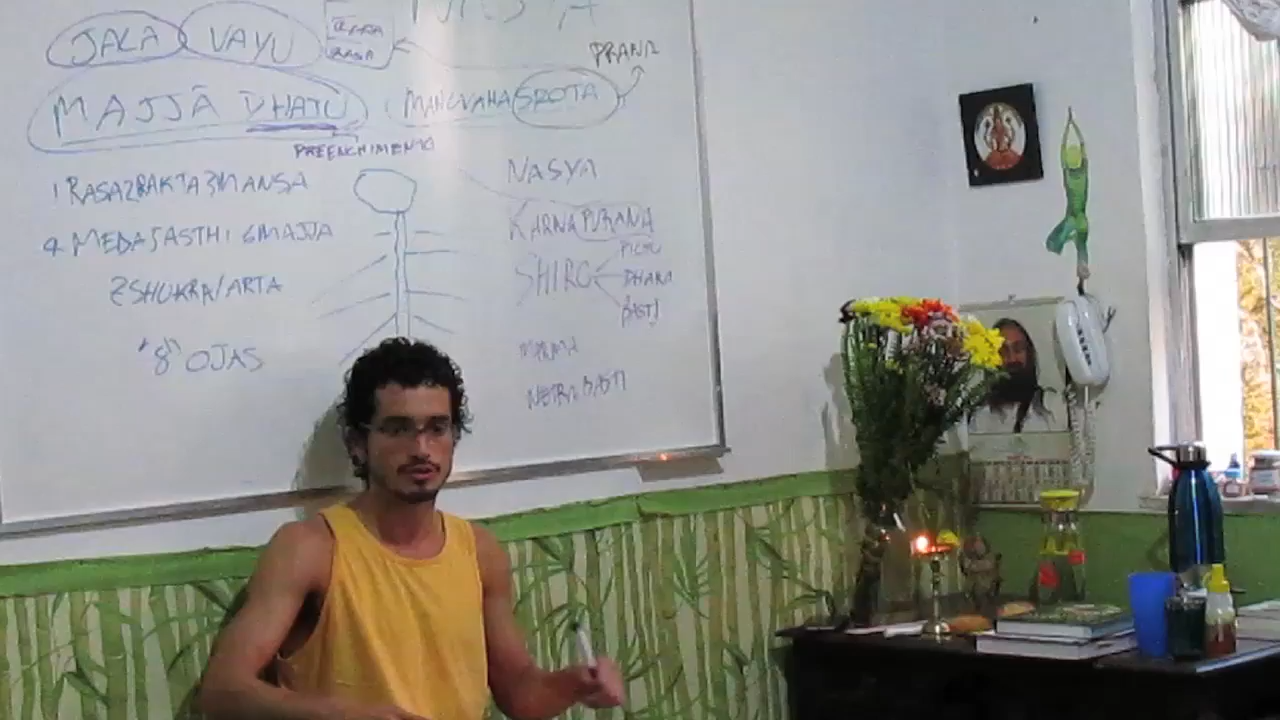 JALA VAYU
MAJJĀ DHATU MANOVAHA SROTA
PRANA
PREENCHIMENTO
1 RASA 2 RAKTA 3 MANSA
4 MEDA 5 ASTHI 6 MAJJA
SHUKRA/ARTA
"8" OJAS
NASYA
KARNA PURANA
SHIRO
PICHU
DHARA
BASTI
MARMA
NETRA BASTI